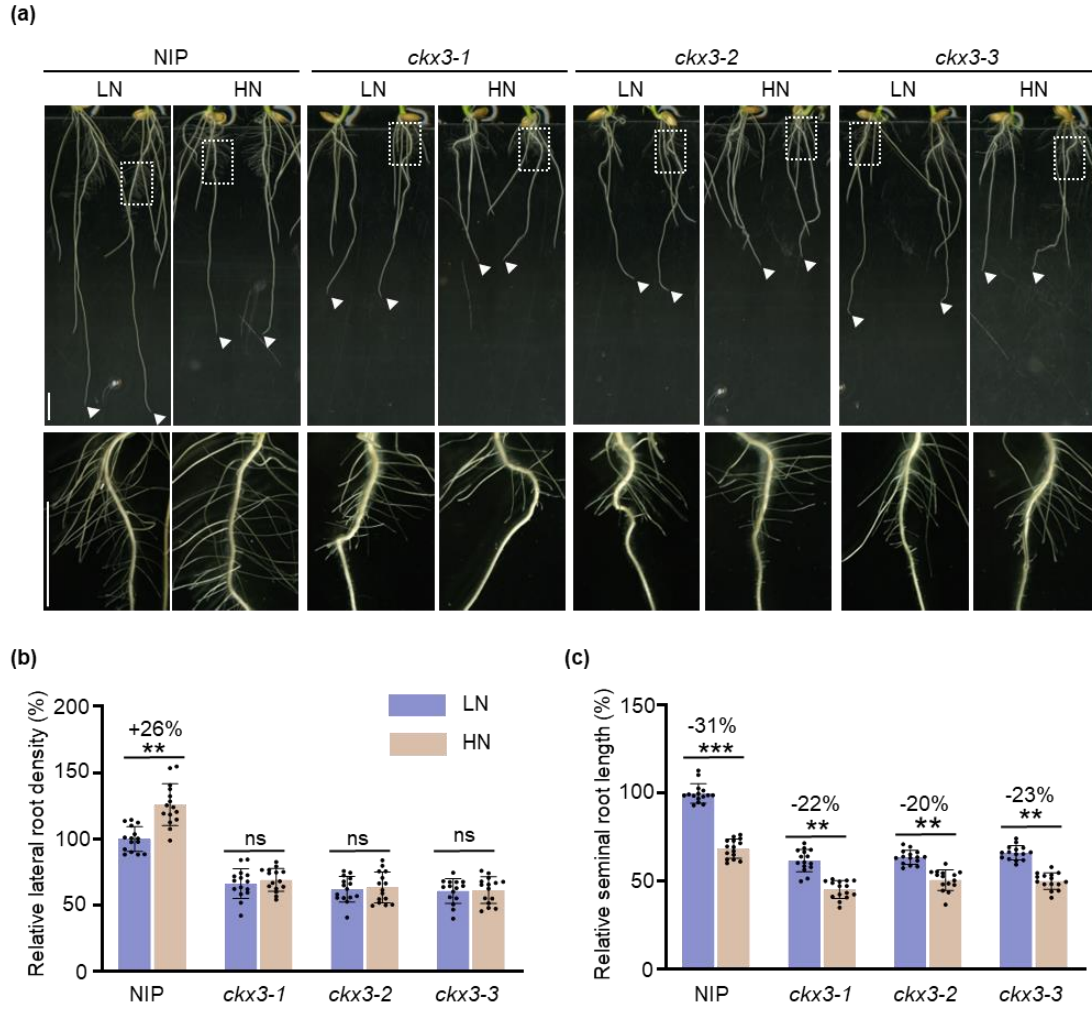 (a)
NIP ckx3-1 ckx3-2 ckx3-3
LN HN LN HN LN HN LN HN
(b)
Relative lateral root density (%)
200
150
100
50
0
+26%
**
ns
ns
ns
LN
HN
NIP ckx3-1 ckx3-2 ckx3-3
(c)
Relative seminal root length (%)
150
100
50
0
-31%
***
-22%
**
-20%
**
-23%
**
NIP ckx3-1 ckx3-2 ckx3-3